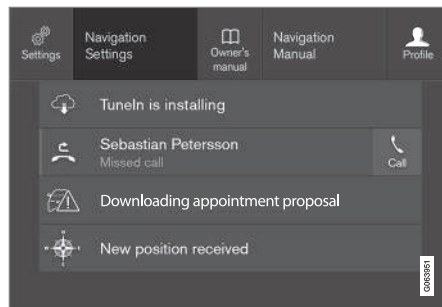 Settings
Navigation
Settings
Owner's
manual
Navigation
Manual
Profile
TuneIn is installing
Sebastian Petersson
Missed call
Call
Downloading appointment proposal
New position received
G063951